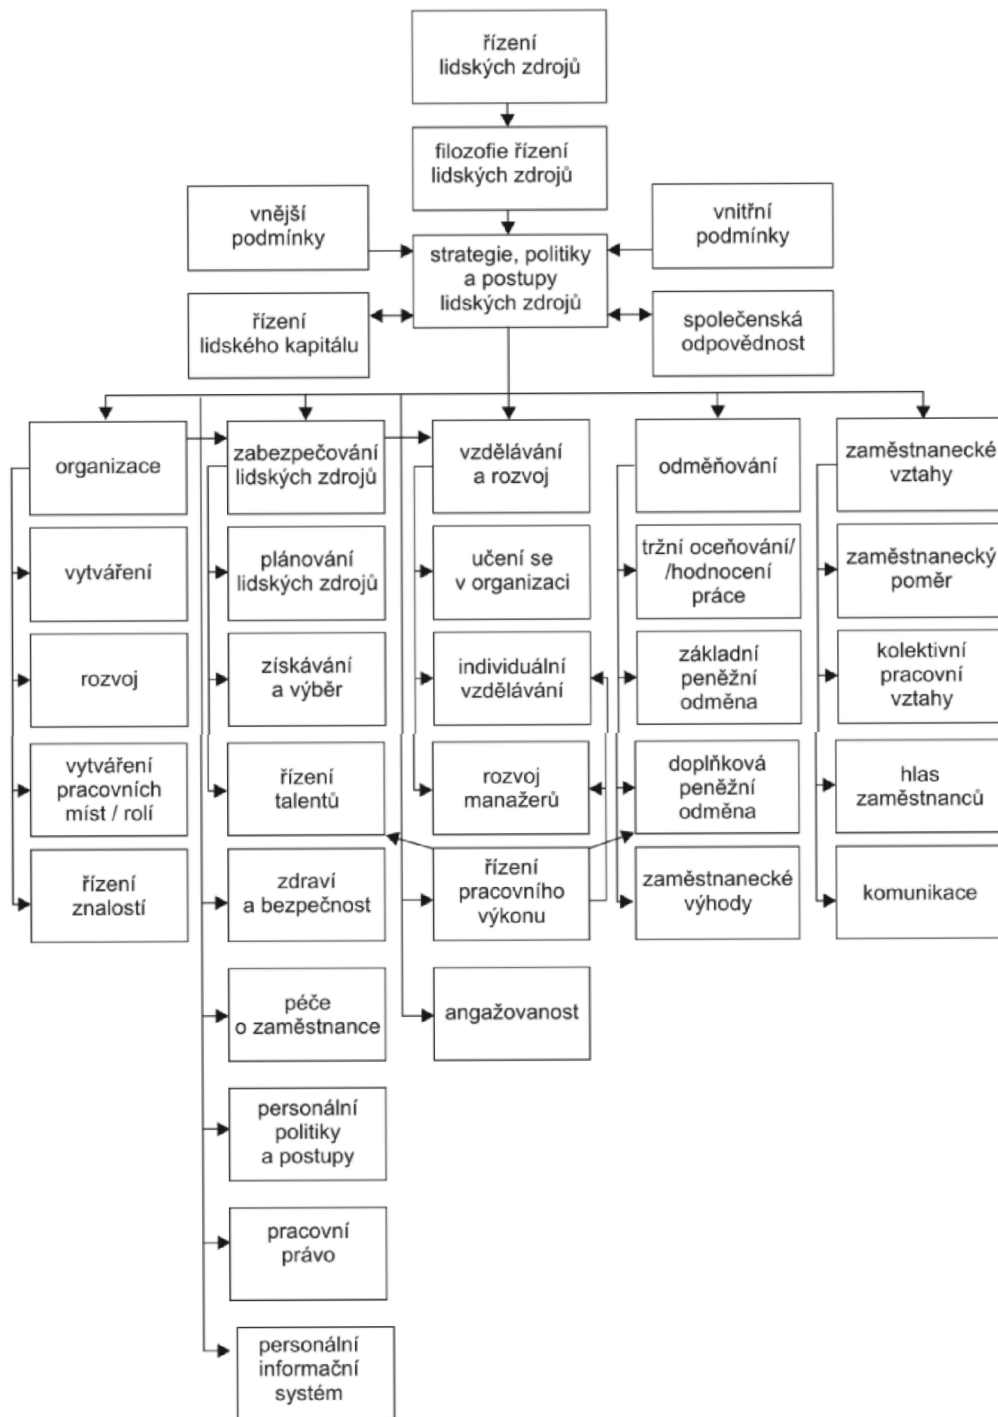 řízení
lidských zdrojů
filozofie řízení
lidských zdrojů
vnější
podmínky
vnitřní
podmínky
strategie, politiky
a postupy
lidských zdrojů
řízení
lidského kapitálu
společenská
odpovědnost
organizace
zabezpečování
lidských zdrojů
vzdělávání
a rozvoj
odměňování
zaměstnanecké
vztahy
vytváření
plánování
lidských zdrojů
učení se
v organizaci
tržní oceňování/
/hodnocení
práce
zaměstnanecký
poměr
rozvoj
získávání
a výběr
individuální
vzdělávání
základní
peněžní
odměna
kolektivní
pracovní
vztahy
vytváření
pracovních
míst / rolí
řízení
talentů
rozvoj
manažerů
doplňková
peněžní
odměna
hlas
zaměstnanců
řízení
znalostí
zdraví
a bezpečnost
řízení
pracovního
výkonu
zaměstnanecké
výhody
komunikace
péče
o zaměstnance
angažovanost
personální
politiky
a postupy
pracovní
právo
personální
informační
systém